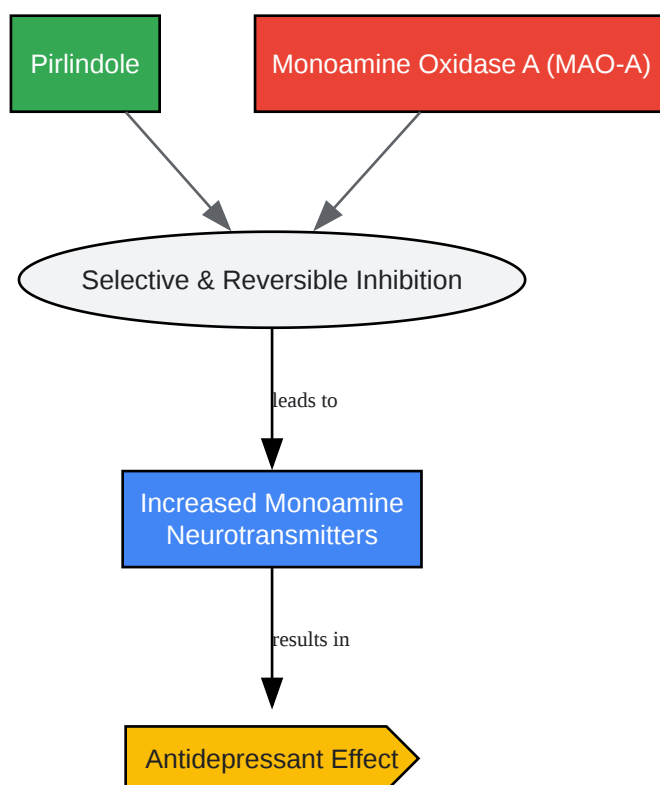 Pirlindole
Monoamine Oxidase A (MAO-A)
Selective & Reversible Inhibition
leads to
Increased Monoamine
Neurotransmitters
results in
Antidepressant Effect